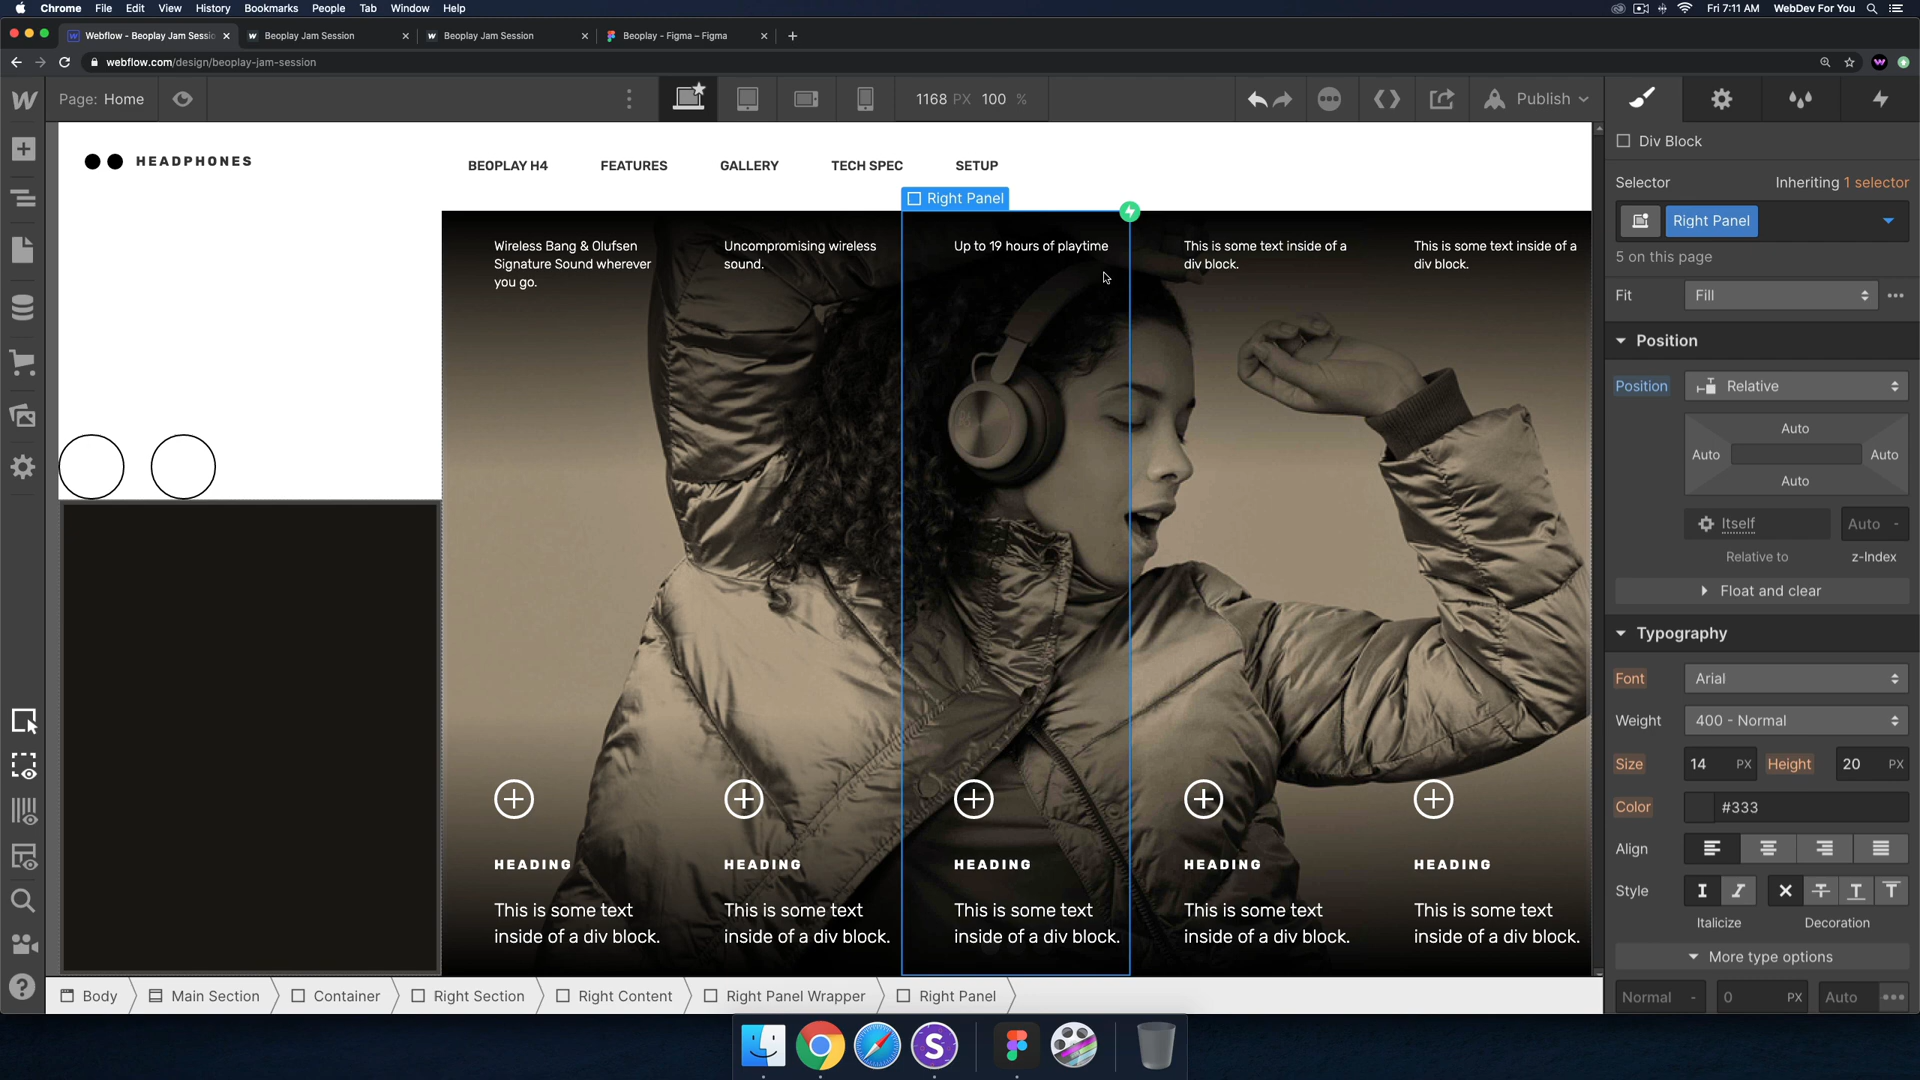 Chrome File Edit View History Bookmarks People Tab Window Help
Fri 7:11 AM WebDev For You
Webflow - Beoplay Jam Sessio
Beoplay Jam Session
Beoplay Jam Session
Beoplay - Figma – Figma
webflow.com/design/beoplay-jam-session
Page: Home
1168 PX 100 %
Publish
HEADPHONES
BEOPLAY H4 FEATURES GALLERY TECH SPEC SETUP
Right Panel
Wireless Bang & Olufsen
Signature Sound wherever
you go.
Uncompromising wireless
sound.
Up to 19 hours of playtime
This is some text inside of a
div block.
This is some text inside of a
div block.
HEADING
This is some text
inside of a div block.
HEADING
This is some text
inside of a div block.
HEADING
This is some text
inside of a div block.
HEADING
This is some text
inside of a div block.
HEADING
This is some text
inside of a div block.
Body Main Section Container Right Section Right Content Right Panel Wrapper Right Panel
Div Block
Selector Inheriting 1 selector
Right Panel
5 on this page
Fit Fill
Position
Position Relative
Auto
Auto Auto
Auto
Itself Auto -
Relative to z-Index
Float and clear
Typography
Font Arial
Weight 400 - Normal
Size 14 PX Height 20 PX
Color #333
Align
Style
Italicize Decoration
More type options
Normal - 0 PX Auto